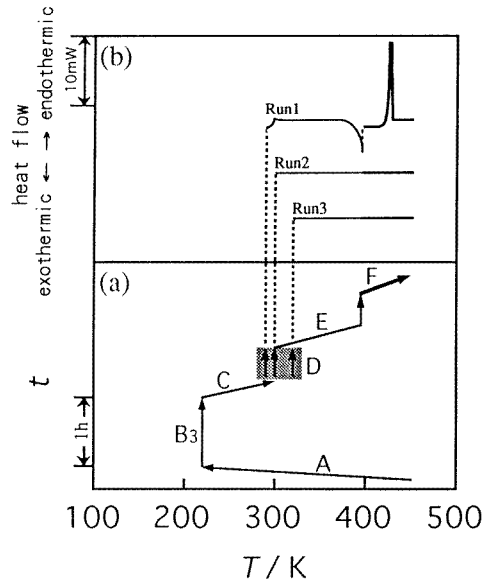 (b)
10mW
heat flow
exothermic ← → endothermic
Run1
Run2
Run3
(a)
F
E
D
C
B3
A
t
1h
100 200 300 400 500
T / K